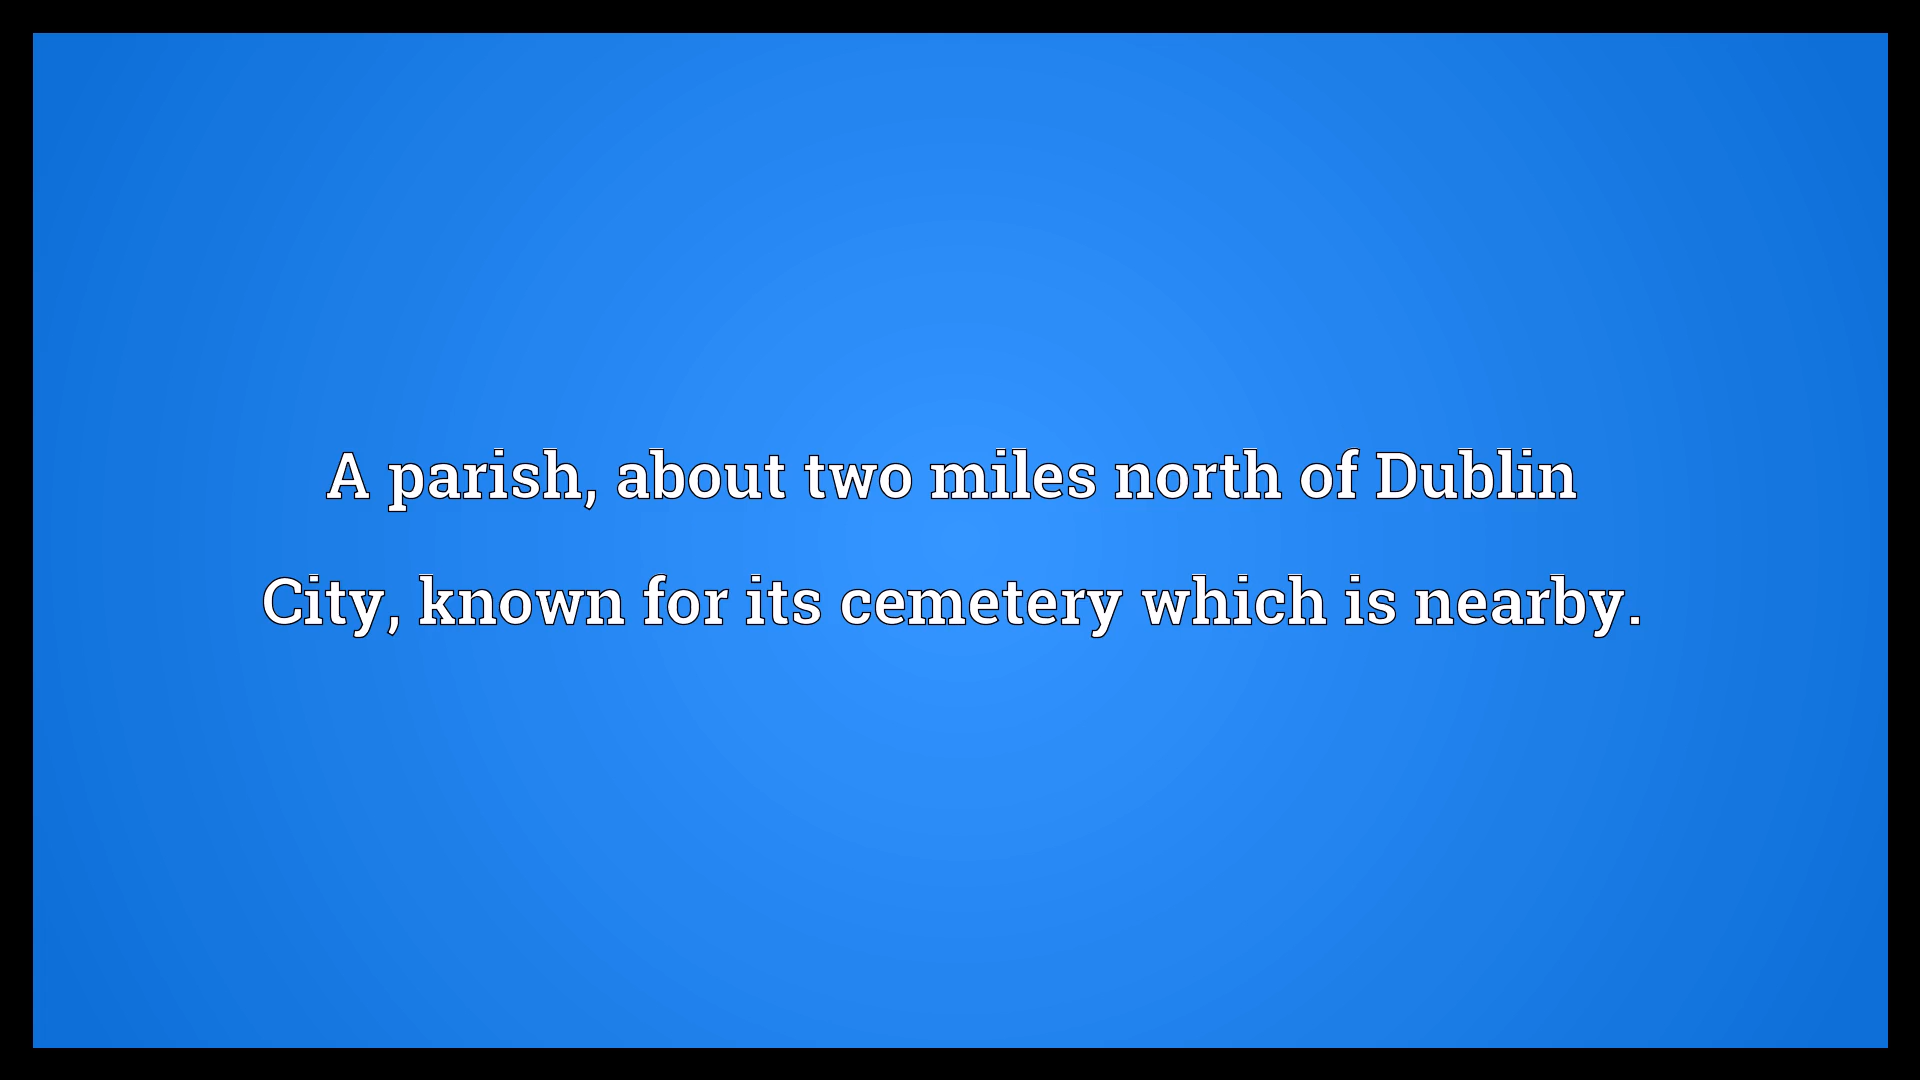 A parish, about two miles north of Dublin
City, known for its cemetery which is nearby.